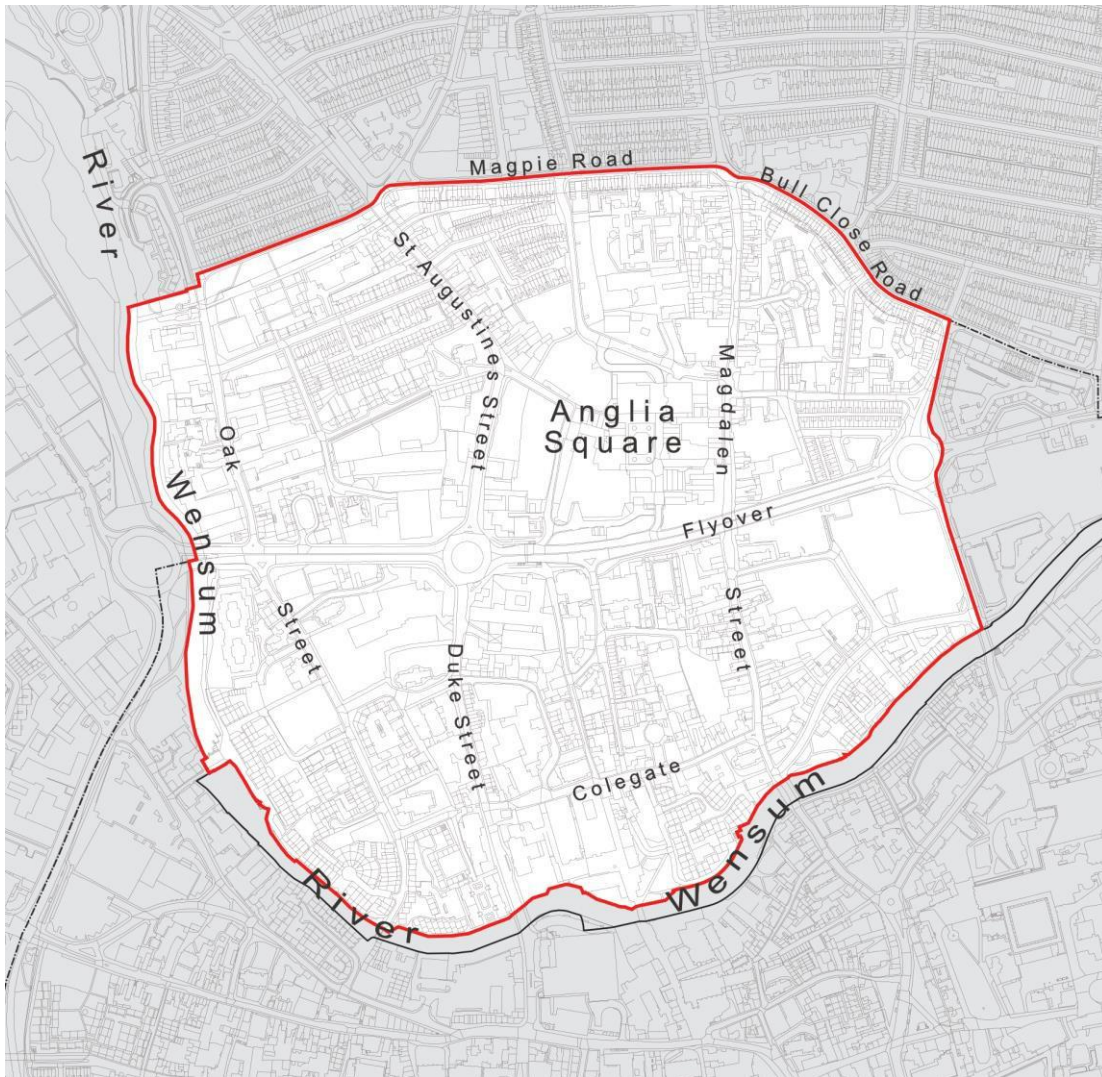 River
Magpie Road
Bull Close Road
St Augustines Street
Magdalen
Anglia
Square
Oak
Wensum
Flyover
Street
Street
Duke Street
Colegate
River
Wensum